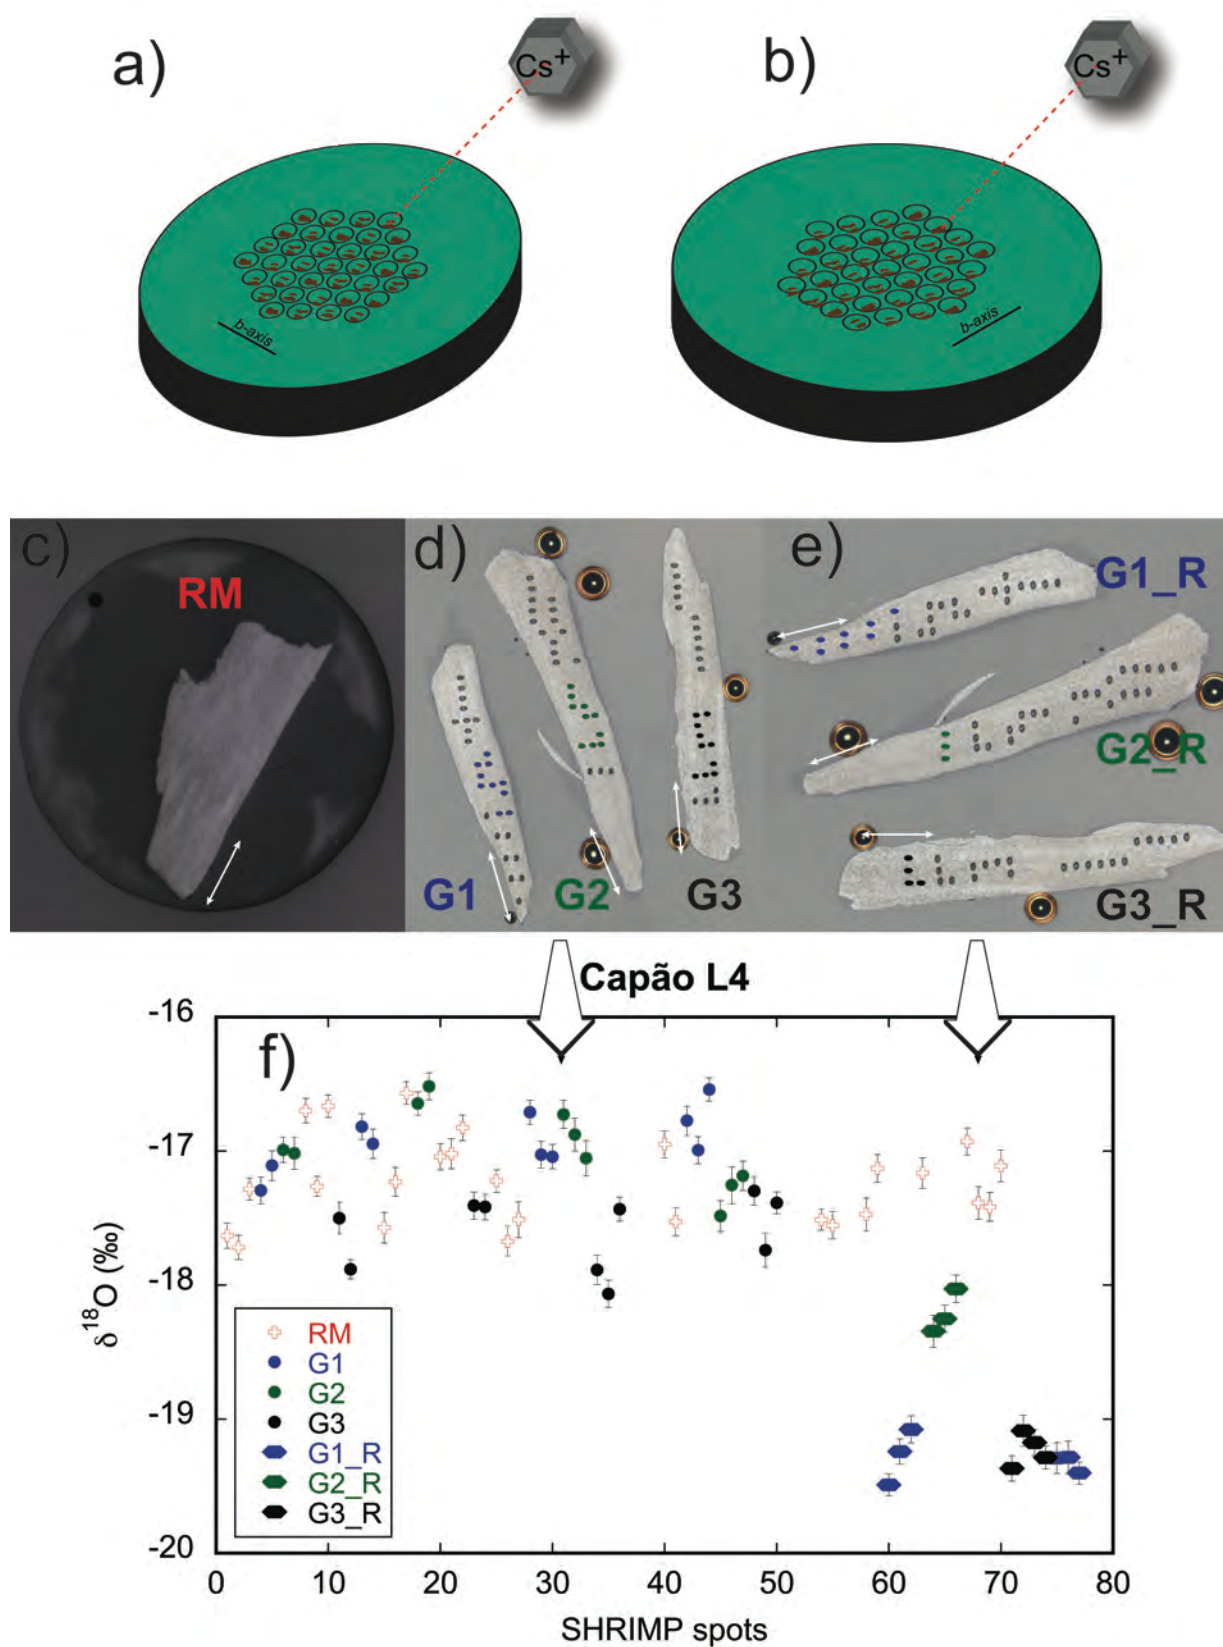 a)
Cs+
b-axis
b)
Cs+
b-axis
c)
RM
d)
G1
G2
G3
e)
G1_R
G2_R
G3_R
Capão L4
f)
-16
-17
-18
-19
-20
δ18O (‰)
RM
G1
G2
G3
G1_R
G2_R
G3_R
0 10 20 30 40 50 60 70 80
SHRIMP spots